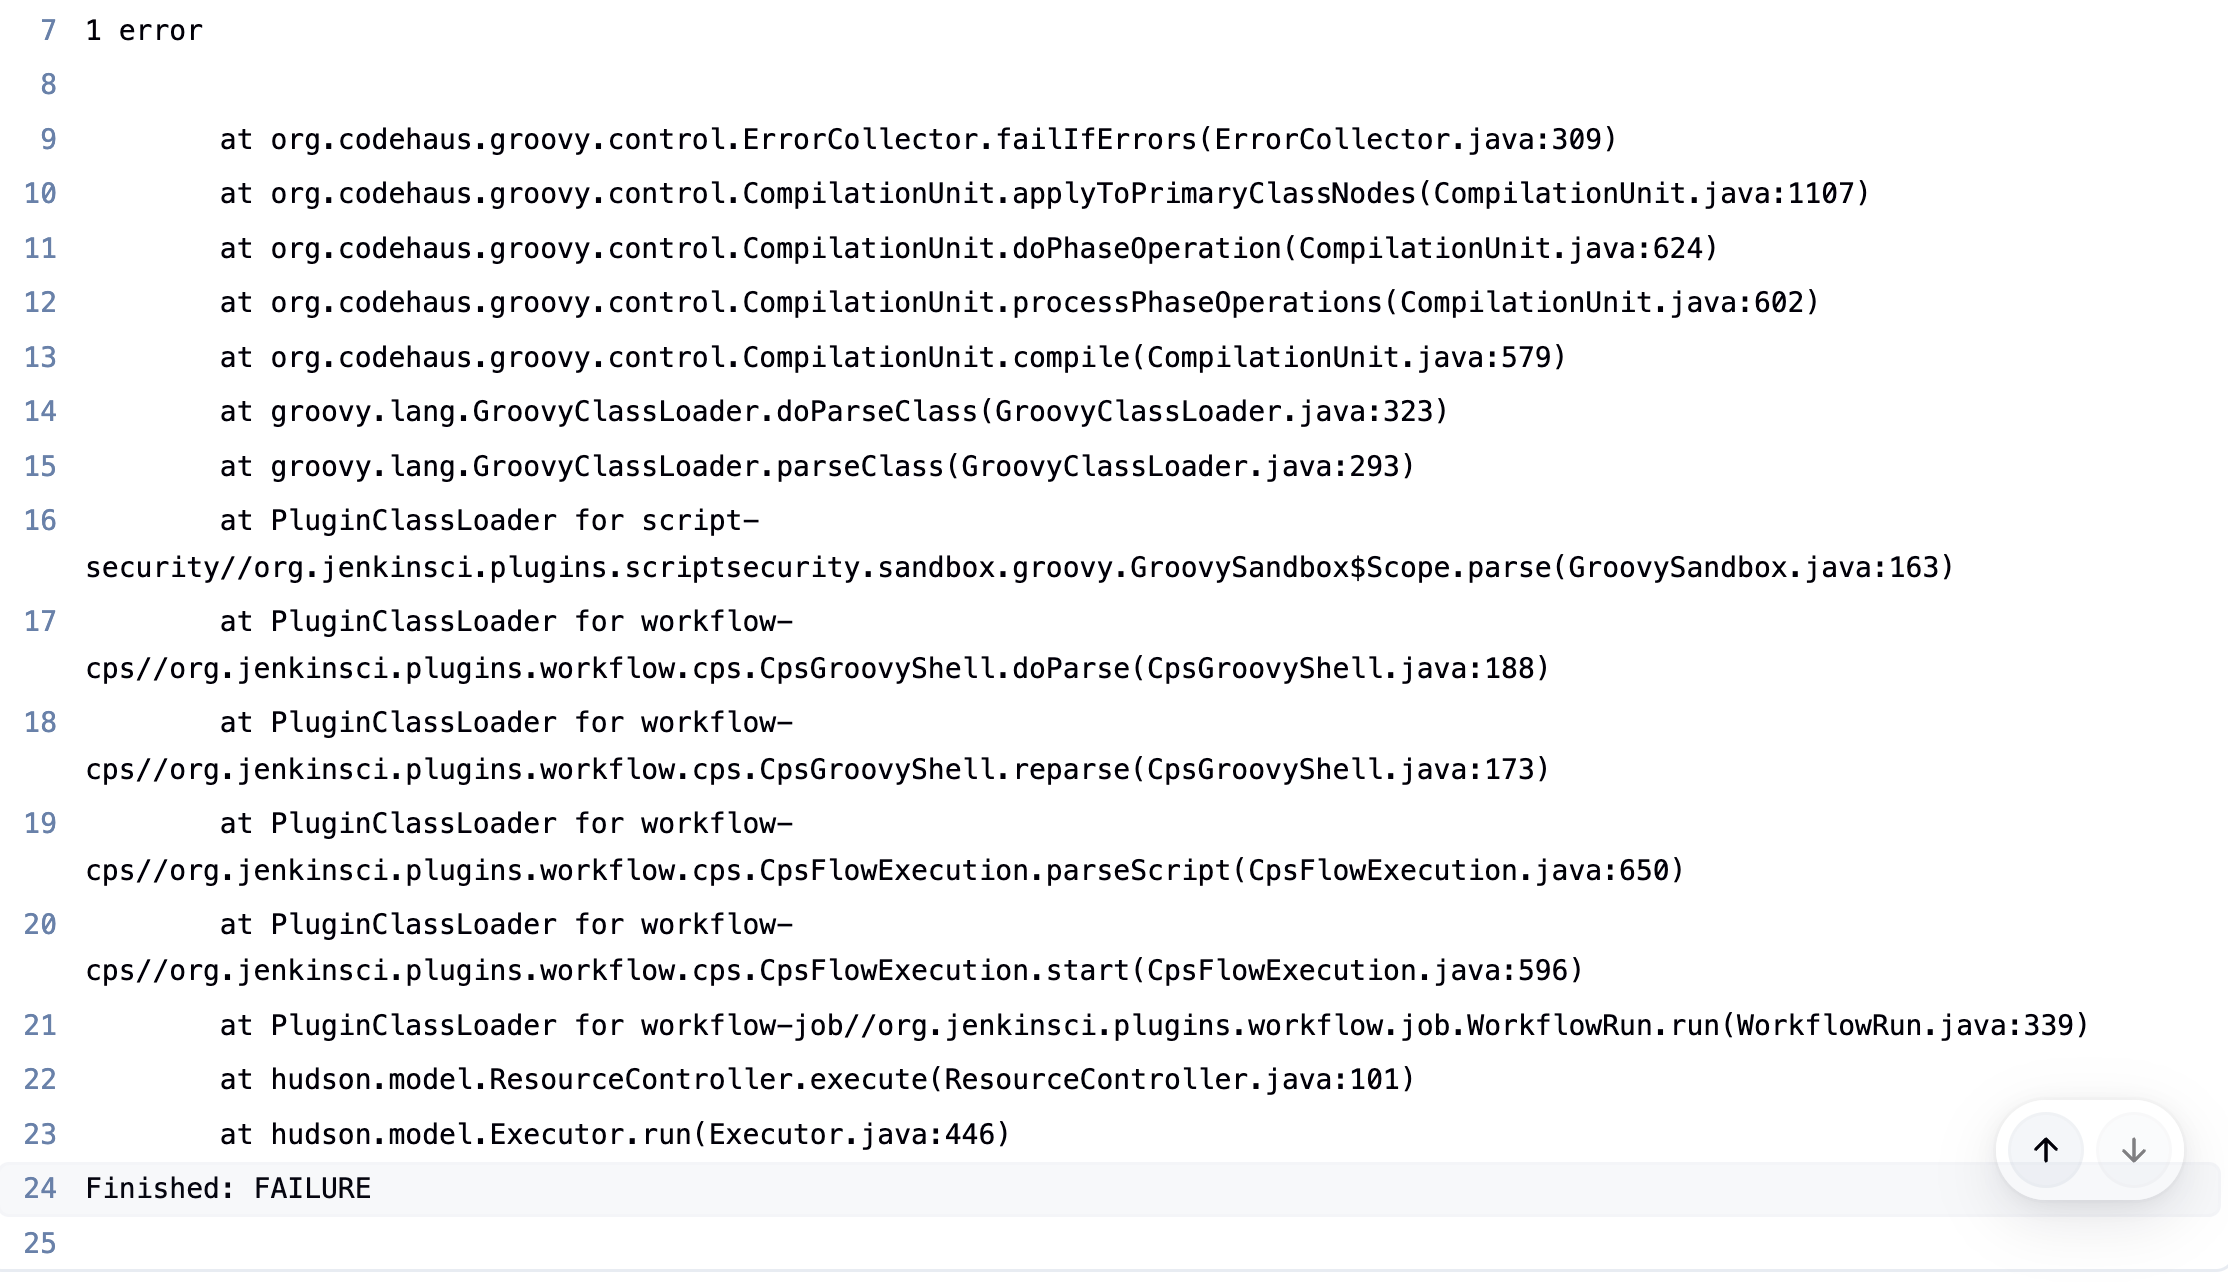 7 1 error
8
9 at org.codehaus.groovy.control.ErrorCollector.failIfErrors(ErrorCollector.java:309)
10 at org.codehaus.groovy.control.CompilationUnit.applyToPrimaryClassNodes(CompilationUnit.java:1107)
11 at org.codehaus.groovy.control.CompilationUnit.doPhaseOperation(CompilationUnit.java:624)
12 at org.codehaus.groovy.control.CompilationUnit.processPhaseOperations(CompilationUnit.java:602)
13 at org.codehaus.groovy.control.CompilationUnit.compile(CompilationUnit.java:579)
14 at groovy.lang.GroovyClassLoader.doParseClass(GroovyClassLoader.java:323)
15 at groovy.lang.GroovyClassLoader.parseClass(GroovyClassLoader.java:293)
16 at PluginClassLoader for script-
security//org.jenkinsci.plugins.scriptsecurity.sandbox.groovy.GroovySandbox$Scope.parse(GroovySandbox.java:163)
17 at PluginClassLoader for workflow-
cps//org.jenkinsci.plugins.workflow.cps.CpsGroovyShell.doParse(CpsGroovyShell.java:188)
18 at PluginClassLoader for workflow-
cps//org.jenkinsci.plugins.workflow.cps.CpsGroovyShell.reparse(CpsGroovyShell.java:173)
19 at PluginClassLoader for workflow-
cps//org.jenkinsci.plugins.workflow.cps.CpsFlowExecution.parseScript(CpsFlowExecution.java:650)
20 at PluginClassLoader for workflow-
cps//org.jenkinsci.plugins.workflow.cps.CpsFlowExecution.start(CpsFlowExecution.java:596)
21 at PluginClassLoader for workflow-job//org.jenkinsci.plugins.workflow.job.WorkflowRun.run(WorkflowRun.java:339)
22 at hudson.model.ResourceController.execute(ResourceController.java:101)
23 at hudson.model.Executor.run(Executor.java:446)
24 Finished: FAILURE
25